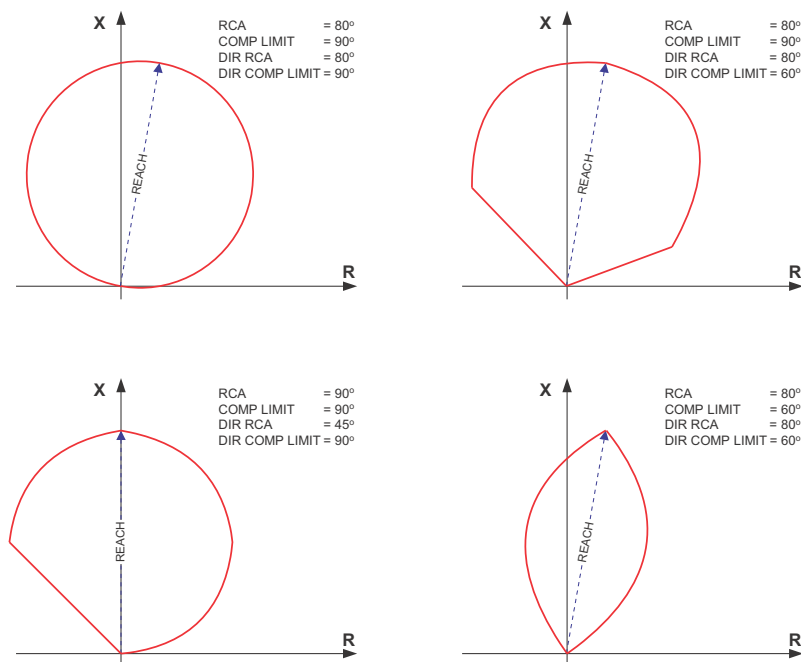 X
RCA = 80º
COMP LIMIT = 90º
DIR RCA = 80º
DIR COMP LIMIT = 90º
REACH
R
X
RCA = 80º
COMP LIMIT = 90º
DIR RCA = 80º
DIR COMP LIMIT = 60º
REACH
R
X
RCA = 90º
COMP LIMIT = 90º
DIR RCA = 45º
DIR COMP LIMIT = 90º
REACH
R
X
RCA = 80º
COMP LIMIT = 60º
DIR RCA = 80º
DIR COMP LIMIT = 60º
REACH
R